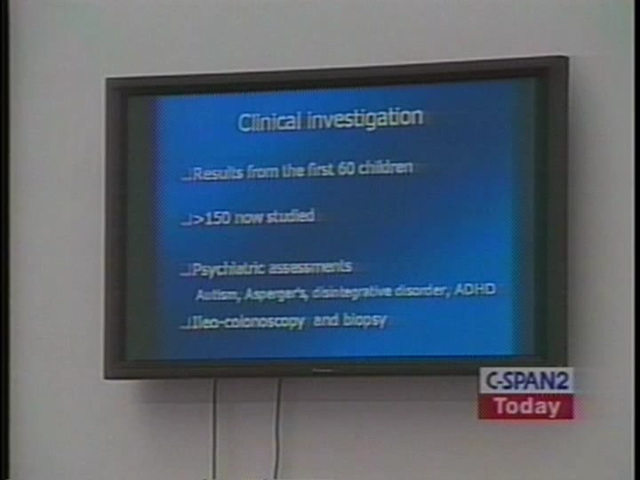 Clinical investigation
Results from the first 60 children
>150 now studied
Psychiatric assessments
Autism, Asperger's, disintegrative disorder, ADHD
Ileo-colonoscopy and biopsy
C-SPAN2
Today